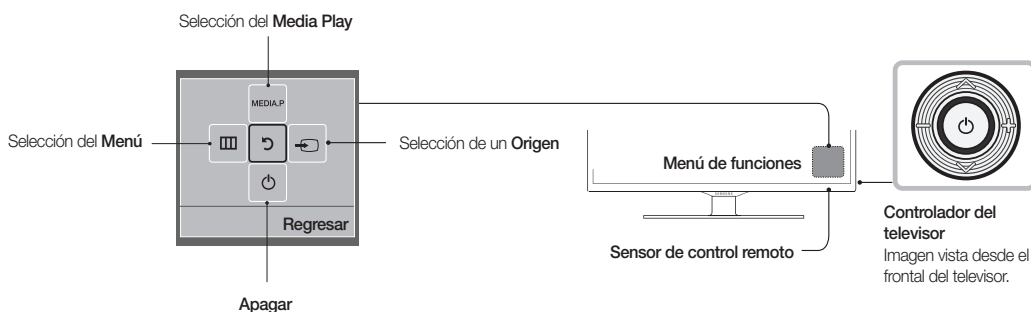 Selección del Media Play
MEDIA.P
Selección del Menú
Selección de un Origen
Regresar
Apagar
Menú de funciones
SAMSUNG
Sensor de control remoto
Controlador del
televisor
Imagen vista desde el
frontal del televisor.